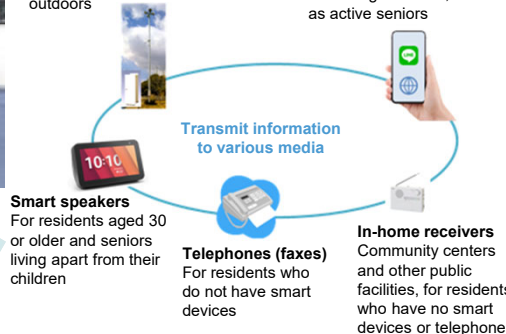 outdoors
as active seniors
LINE
Transmit information
to various media
10:10
Smart speakers
For residents aged 30
or older and seniors
living apart from their
children
Telephones (faxes)
For residents who
do not have smart
devices
In-home receivers
Community centers
and other public
facilities, for residents
who have no smart
devices or telephone